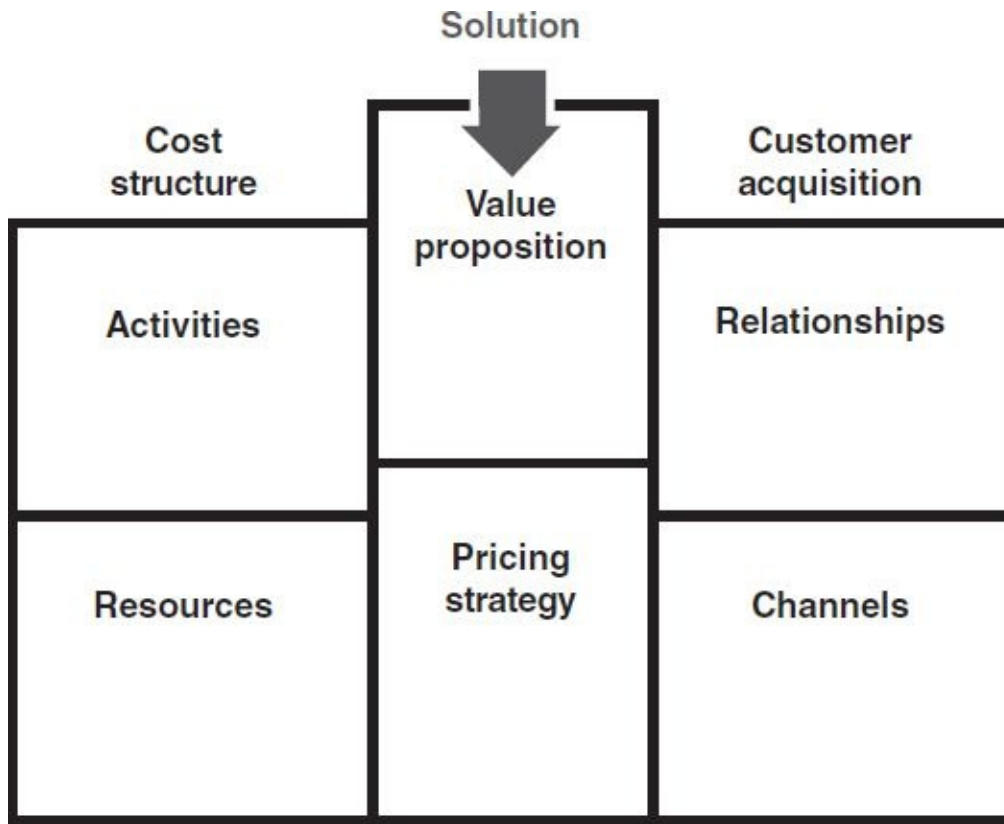 Solution
Cost
structure
Value
proposition
Customer
acquisition
Activities
Relationships
Resources
Pricing
strategy
Channels